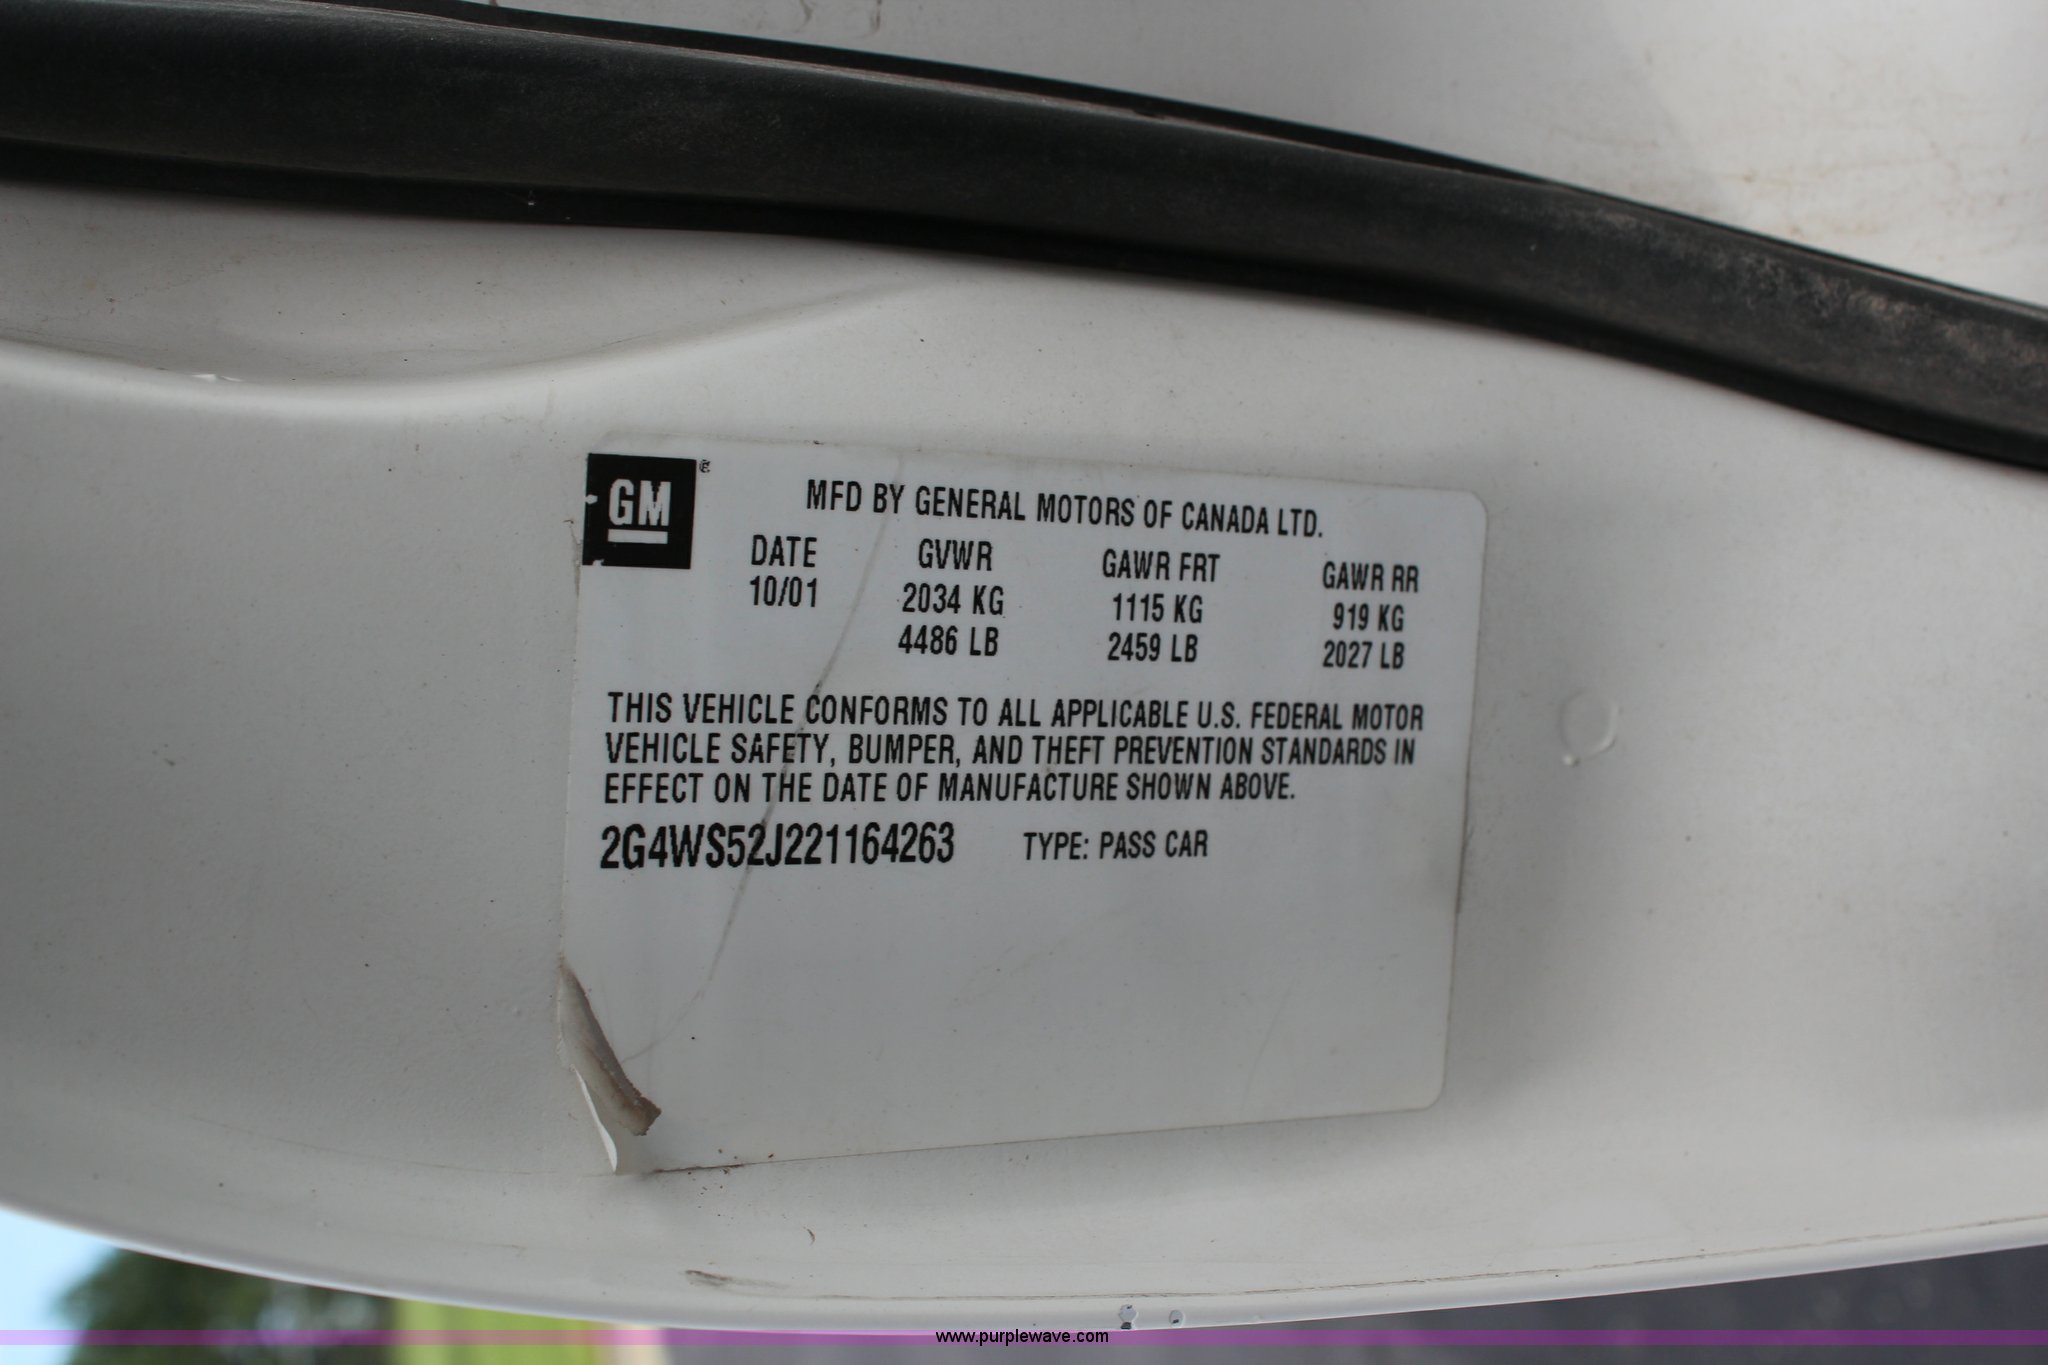 GM
MFD BY GENERAL MOTORS OF CANADA LTD.
DATE GVWR GAWR FRT GAWR RR
10/01 2034 KG 1115 KG 919 KG
4486 LB 2459 LB 2027 LB
THIS VEHICLE CONFORMS TO ALL APPLICABLE U.S. FEDERAL MOTOR
VEHICLE SAFETY, BUMPER, AND THEFT PREVENTION STANDARDS IN
EFFECT ON THE DATE OF MANUFACTURE SHOWN ABOVE.
2G4WS52J221164263 TYPE: PASS CAR
www.purplewave.com